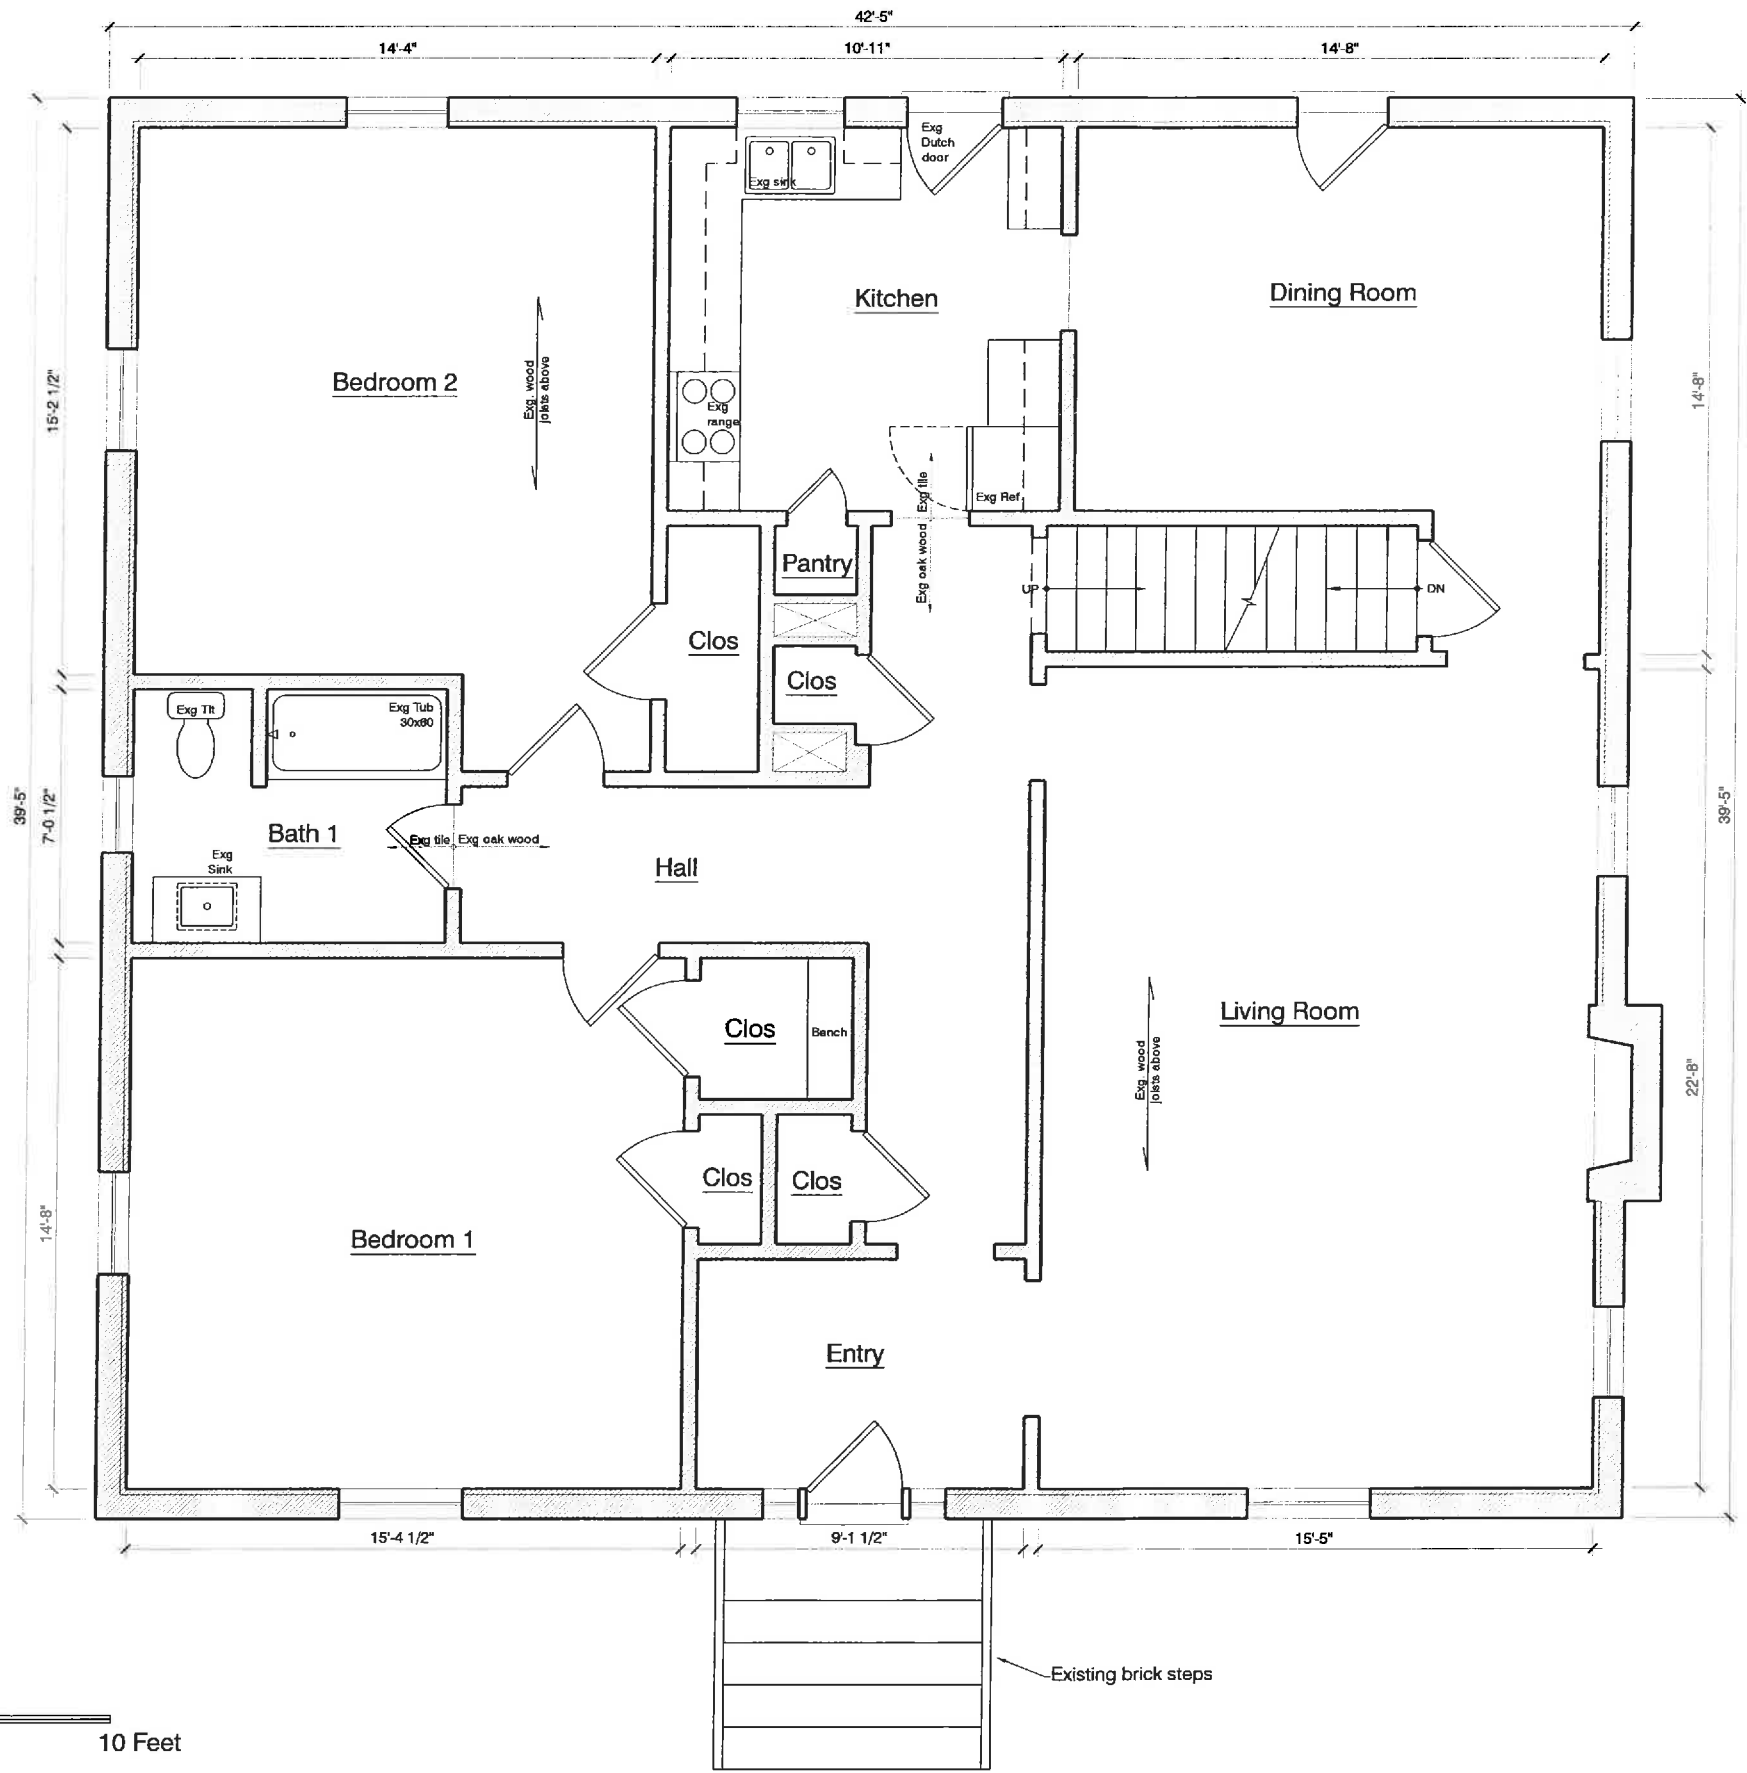 42'-5"
14'-4"
10'-11"
14'-8"
Exg
Dutch
door
Exg sink
Kitchen
Dining Room
Bedroom 2
Exg. wood
joists above
15'-2 1/2"
14'-8"
Exg
range
Exg tile
Exg oak wood
Exg Ref.
Pantry
UP
DN
Clos
Clos
Exg Tlt
Exg Tub
30x60
39'-5"
7'-0 1/2"
39'-5"
Bath 1
Exg tile
Exg oak wood
Exg
Sink
Hall
Clos
Bench
Living Room
Exg. wood
joists above
22'-8"
Clos
Clos
14'-8"
Bedroom 1
Entry
15'-4 1/2"
9'-1 1/2"
15'-5"
Existing brick steps
10 Feet